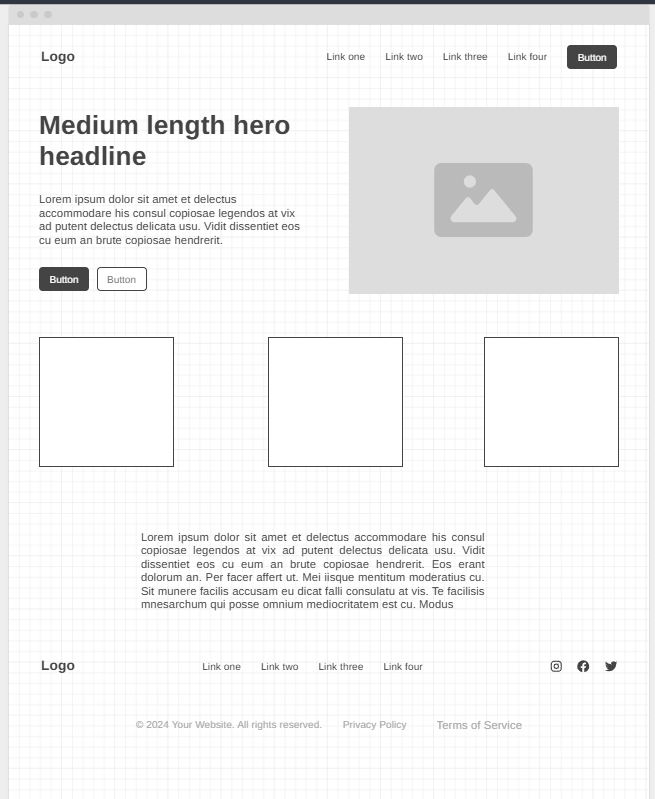 Logo
Link one Link two Link three Link four Button
Medium length hero
headline
Lorem ipsum dolor sit amet et delectus
accommodare his consul copiosae legendos at vix
ad putent delectus delicata usu. Vidit dissentiet eos
cu eum an brute copiosae hendrerit.
Button Button
Lorem ipsum dolor sit amet et delectus accommodare his consul
copiosae legendos at vix ad putent delectus delicata usu. Vidit
dissentiet eos cu eum an brute copiosae hendrerit. Eos erant
dolorum an. Per facer affert ut. Mei iisque mentitum moderatius cu.
Sit munere facilis accusam eu dicat falli consulatu at vis. Te facilisis
mnesarchum qui posse omnium mediocritatem est cu. Modus
Logo
Link one Link two Link three Link four
© 2024 Your Website. All rights reserved. Privacy Policy Terms of Service